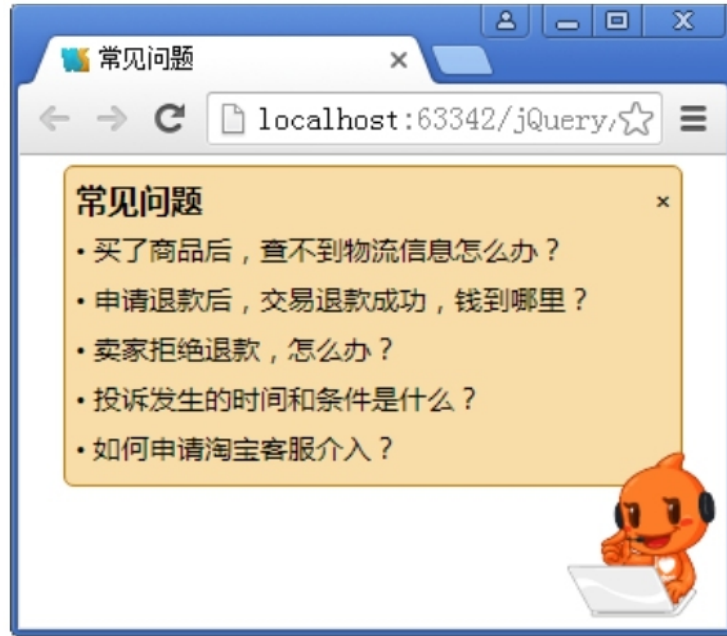 常见问题
localhost:63342/jQuery/
常见问题
×
• 买了商品后，查不到物流信息怎么办？
• 申请退款后，交易退款成功，钱到哪里？
• 卖家拒绝退款，怎么办？
• 投诉发生的时间和条件是什么？
• 如何申请淘宝客服介入？